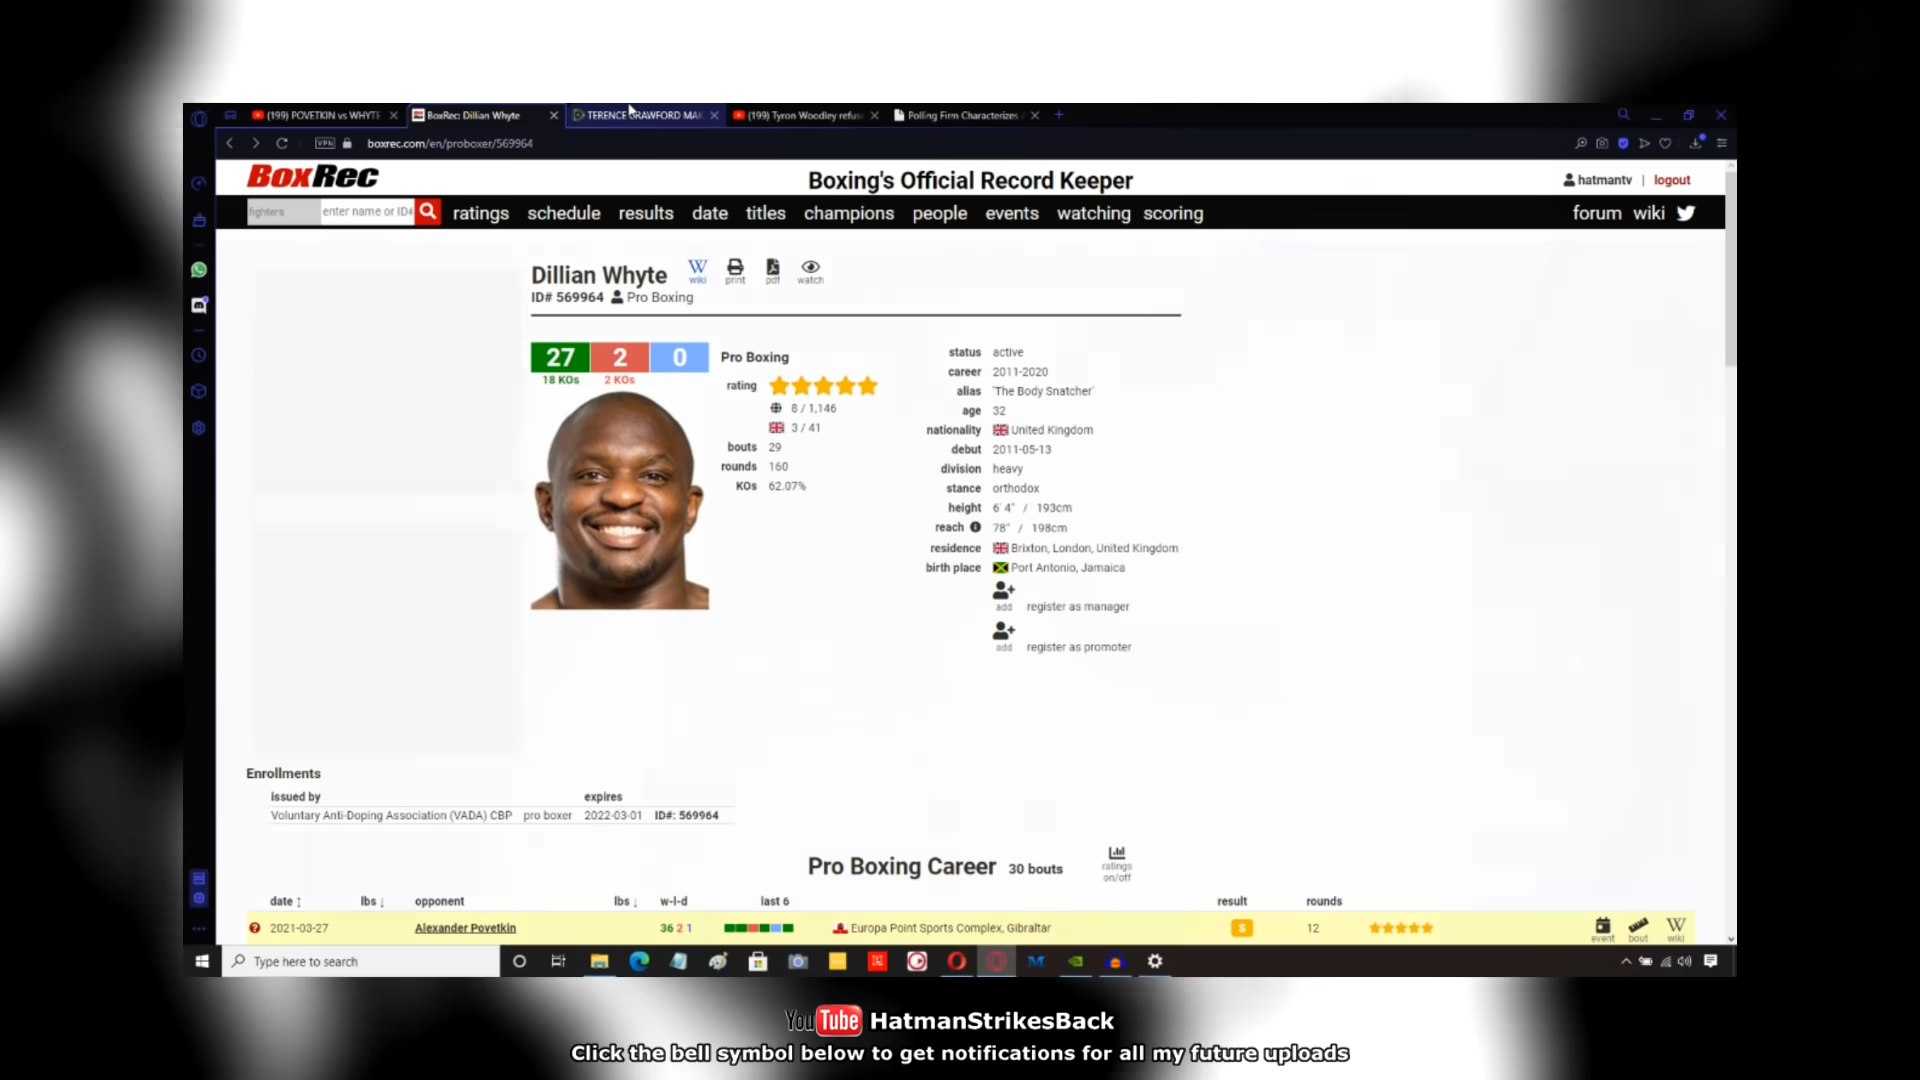 (199) POVETKIN vs WHYTE
BoxRec: Dillian Whyte
TERENCE CRAWFORD MAK
(199) Tyron Woodley refus
Polling Firm Characterizes
VPN
boxrec.com/en/proboxer/569964
BoxRec
Boxing's Official Record Keeper
hatmantv | logout
fighters
enter name or ID#
ratings schedule results date titles champions people events watching scoring
forum wiki
Dillian Whyte
wiki print pdf watch
ID# 569964 Pro Boxing
27 2 0
18 KOs 2 KOs
Pro Boxing
rating
8 / 1,146
3 / 41
bouts 29
rounds 160
KOs 62.07%
status active
career 2011-2020
alias 'The Body Snatcher'
age 32
nationality United Kingdom
debut 2011-05-13
division heavy
stance orthodox
height 6' 4" / 193cm
reach 78" / 198cm
residence Brixton, London, United Kingdom
birth place Port Antonio, Jamaica
add register as manager
add register as promoter
Enrollments
issued by expires
Voluntary Anti-Doping Association (VADA) CBP pro boxer 2022-03-01 ID#: 569964
Pro Boxing Career 30 bouts
ratings
on/off
date lbs opponent lbs w-l-d last 6 result rounds
2021-03-27 Alexander Povetkin 36 2 1 Europa Point Sports Complex, Gibraltar S 12
event bout wiki
Type here to search
YouTube HatmanStrikesBack
Click the bell symbol below to get notifications for all my future uploads